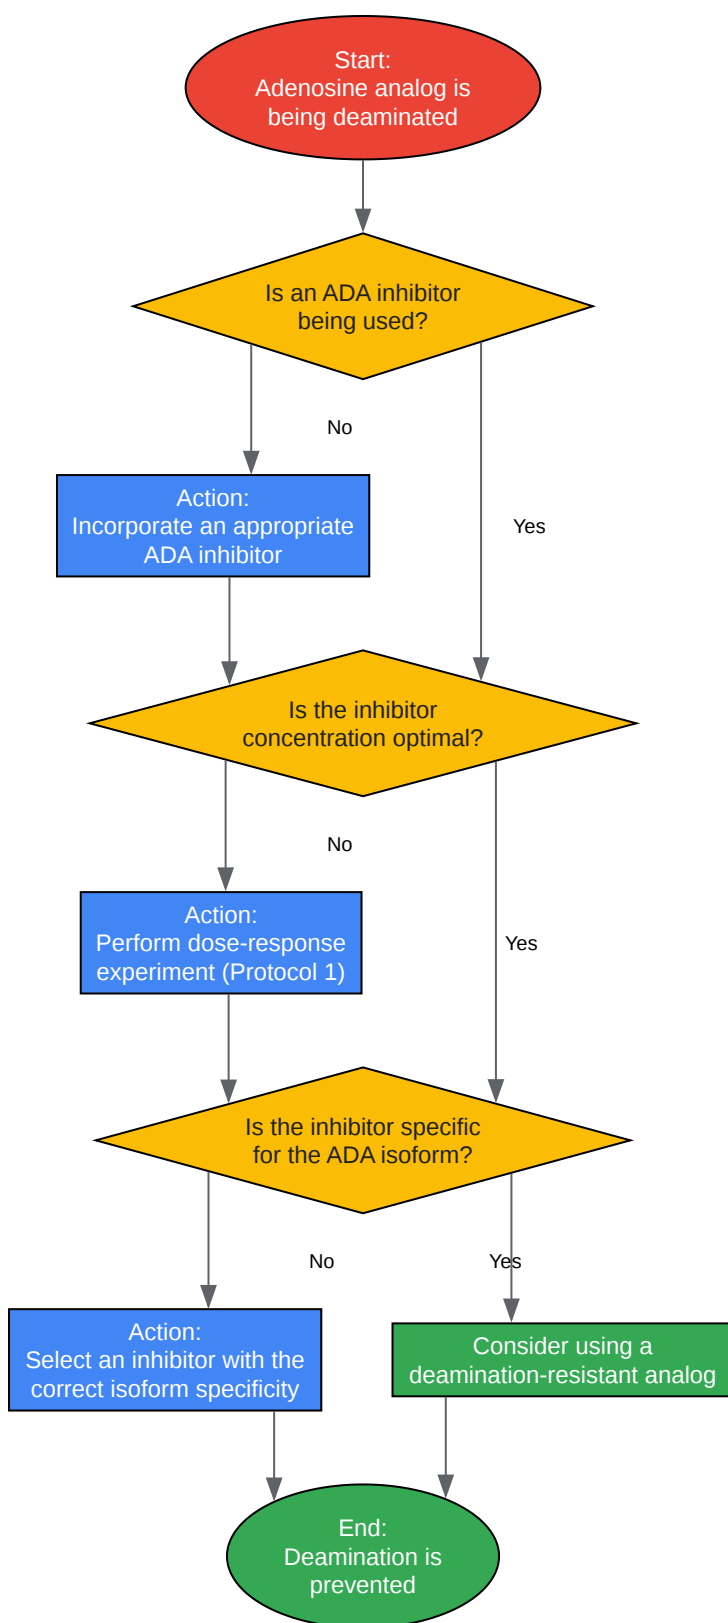 Start:
Adenosine analog is
being deaminated
Is an ADA inhibitor
being used?
No
Action:
Incorporate an appropriate
ADA inhibitor
Yes
Is the inhibitor
concentration optimal?
No
Action:
Perform dose-response
experiment (Protocol 1)
Yes
Is the inhibitor specific
for the ADA isoform?
No
Yes
Action:
Select an inhibitor with the
correct isoform specificity
Consider using a
deamination-resistant analog
End:
Deamination is
prevented